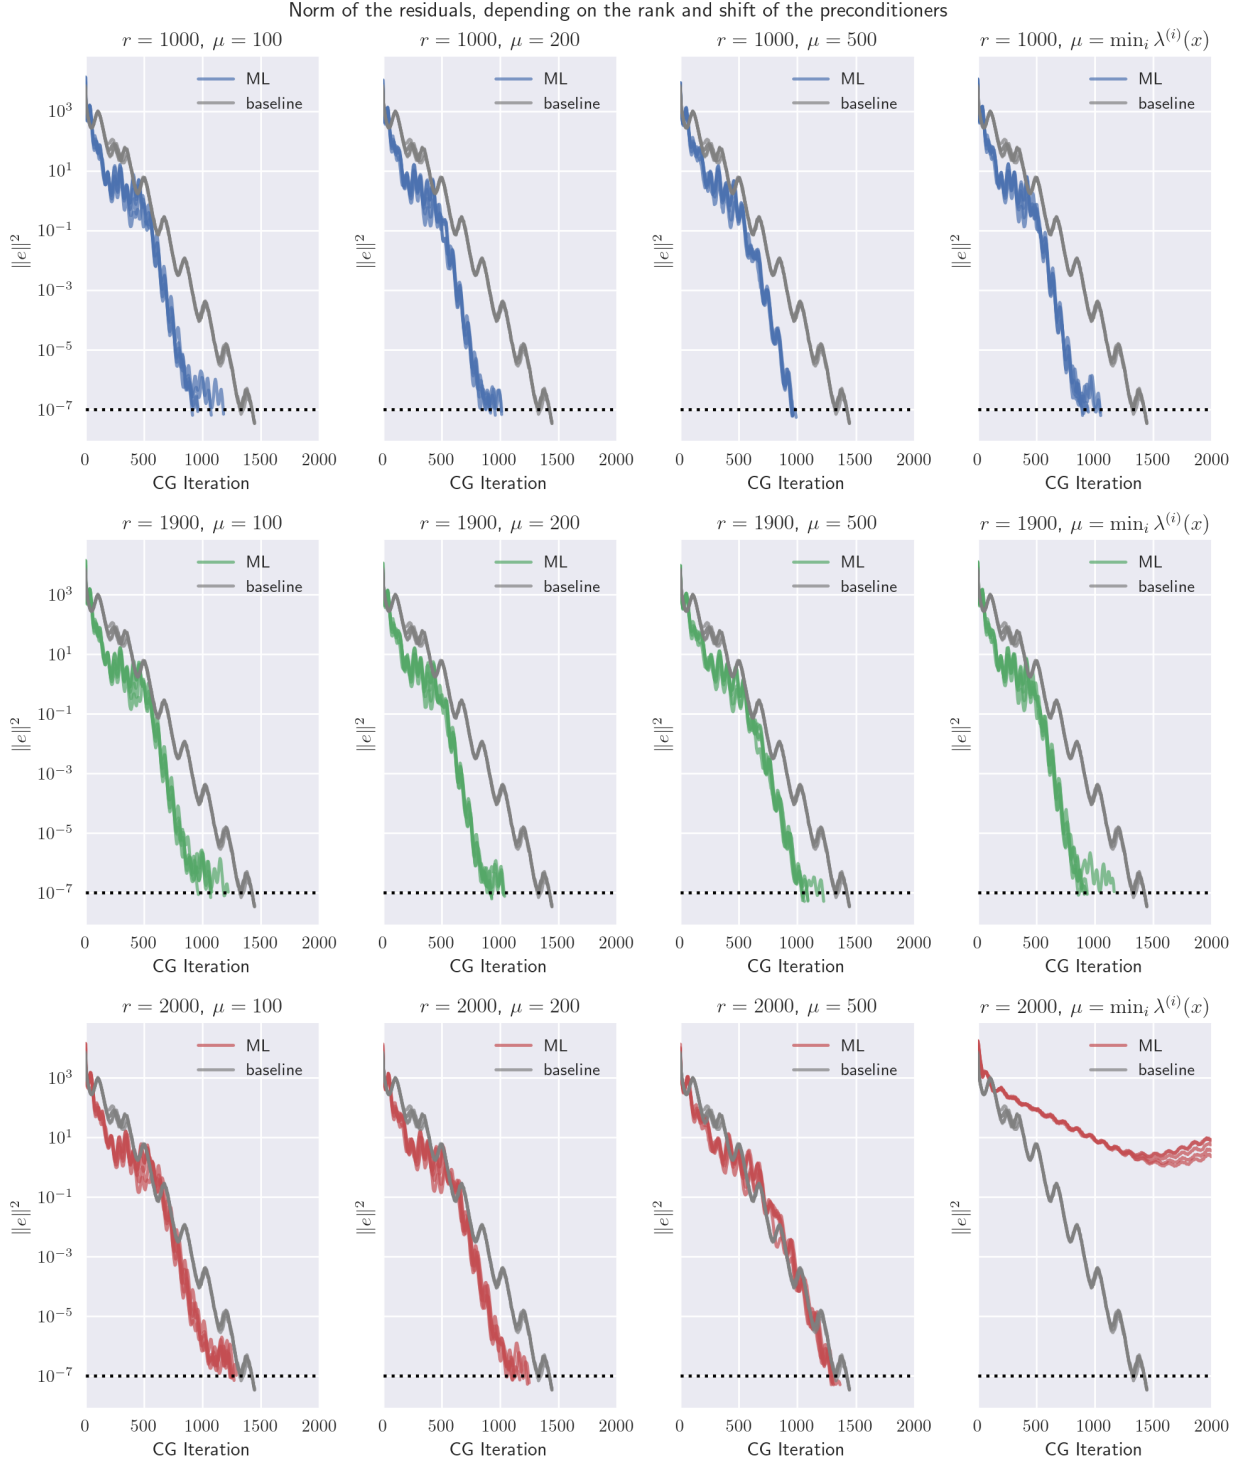 Norm of the residuals, depending on the rank and shift of the preconditioners
r = 1000, μ = 100
r = 1000, μ = 200
r = 1000, μ = 500
r = 1000, μ = min_i λ^(i)(x)
ML
baseline
ML
baseline
ML
baseline
ML
baseline
10^3
10^1
10^−1
10^−3
10^−5
10^−7
‖e‖^2
‖e‖^2
‖e‖^2
‖e‖^2
0 500 1000 1500 2000
0 500 1000 1500 2000
0 500 1000 1500 2000
0 500 1000 1500 2000
CG Iteration
CG Iteration
CG Iteration
CG Iteration
r = 1900, μ = 100
r = 1900, μ = 200
r = 1900, μ = 500
r = 1900, μ = min_i λ^(i)(x)
ML
baseline
ML
baseline
ML
baseline
ML
baseline
10^3
10^1
10^−1
10^−3
10^−5
10^−7
‖e‖^2
‖e‖^2
‖e‖^2
‖e‖^2
0 500 1000 1500 2000
0 500 1000 1500 2000
0 500 1000 1500 2000
0 500 1000 1500 2000
CG Iteration
CG Iteration
CG Iteration
CG Iteration
r = 2000, μ = 100
r = 2000, μ = 200
r = 2000, μ = 500
r = 2000, μ = min_i λ^(i)(x)
ML
baseline
ML
baseline
ML
baseline
ML
baseline
10^3
10^1
10^−1
10^−3
10^−5
10^−7
‖e‖^2
‖e‖^2
‖e‖^2
‖e‖^2
0 500 1000 1500 2000
0 500 1000 1500 2000
0 500 1000 1500 2000
0 500 1000 1500 2000
CG Iteration
CG Iteration
CG Iteration
CG Iteration